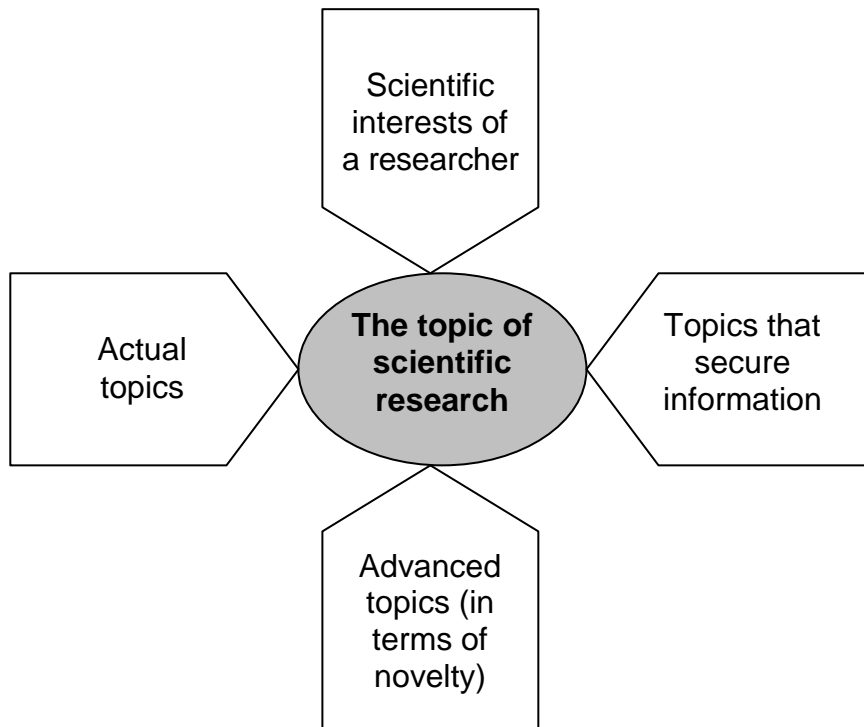 Scientific
interests of
a researcher
Actual
topics
The topic of
scientific
research
Topics that
secure
information
Advanced
topics (in
terms of
novelty)